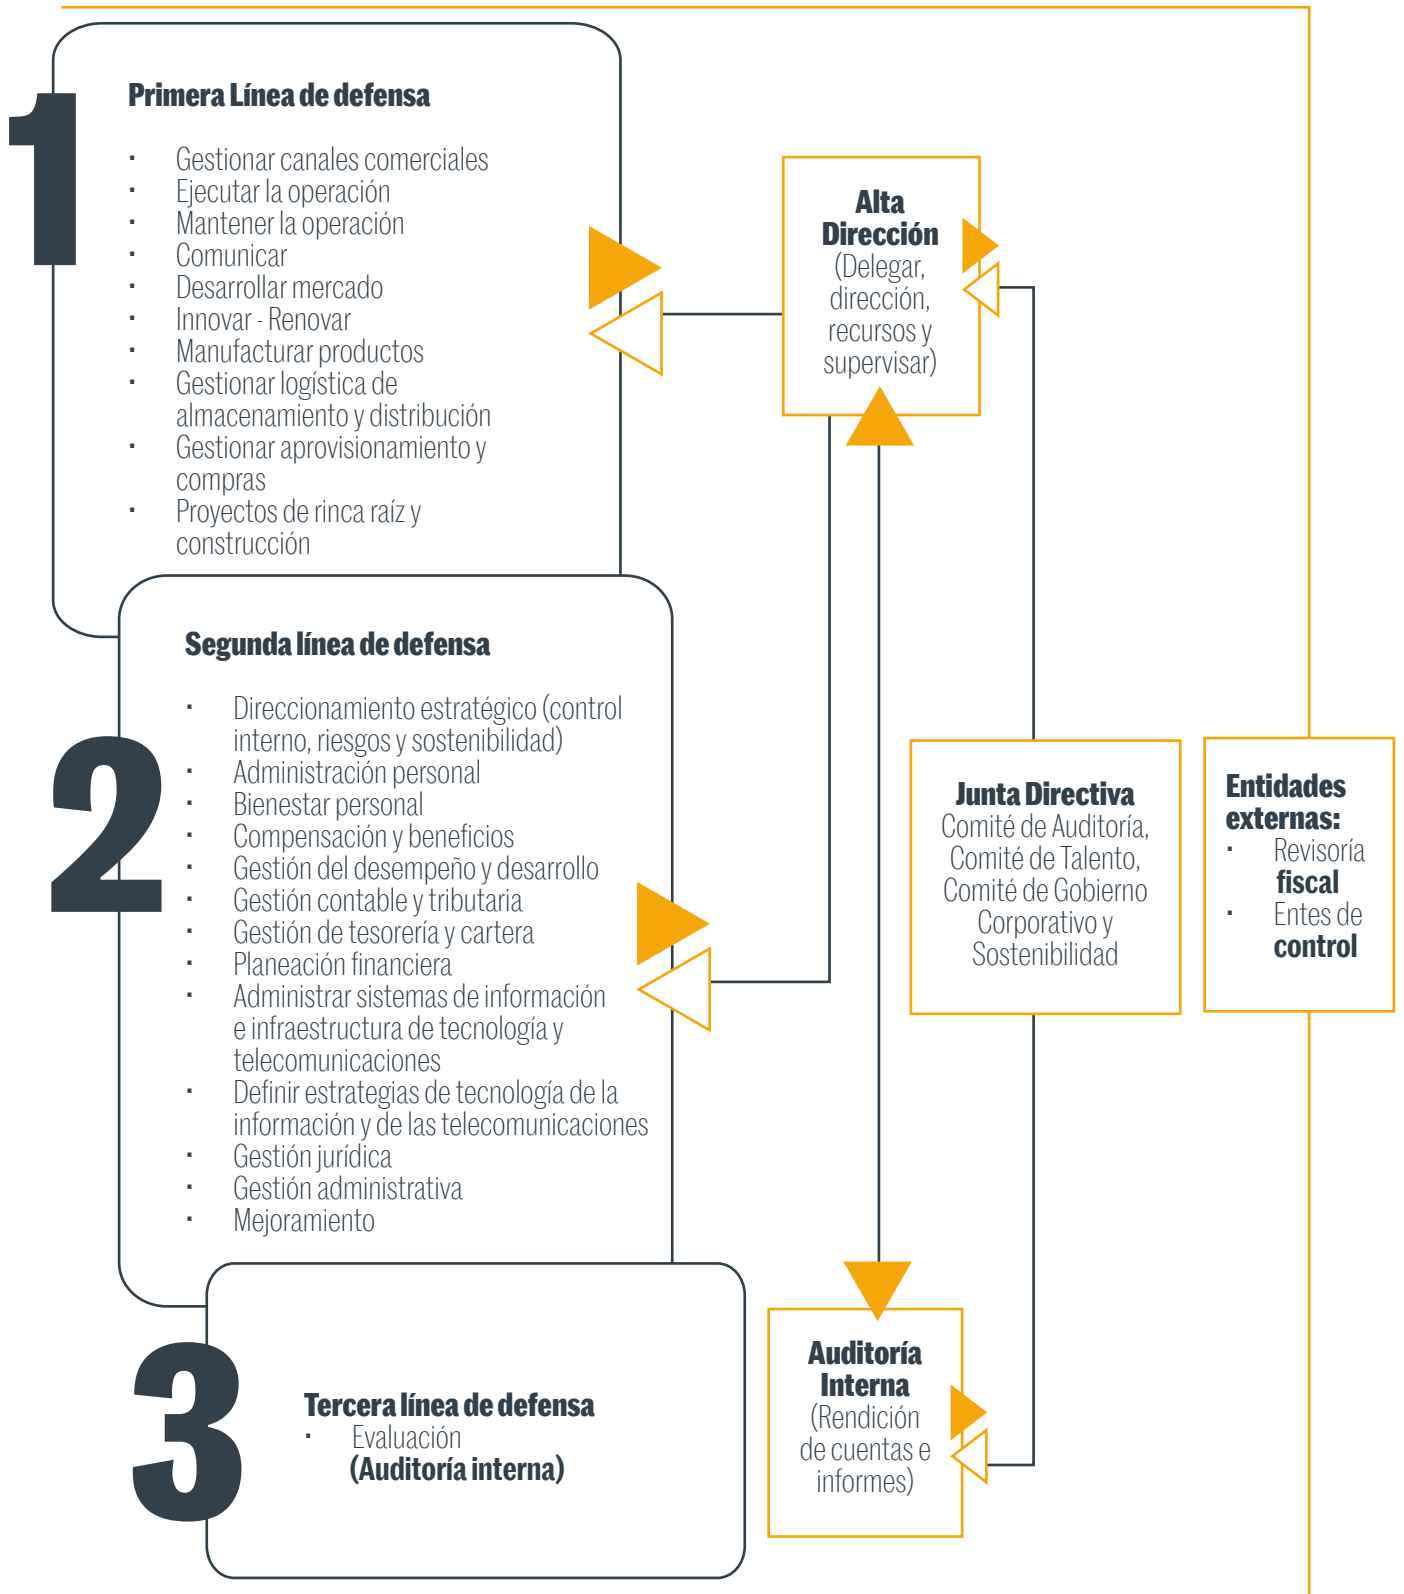 1
Primera Línea de defensa
· Gestionar canales comerciales
· Ejecutar la operación
· Mantener la operación
· Comunicar
· Desarrollar mercado
· Innovar - Renovar
· Manufacturar productos
· Gestionar logística de
almacenamiento y distribución
· Gestionar aprovisionamiento y
compras
· Proyectos de rinca raíz y
construcción
2
Segunda línea de defensa
· Direccionamiento estratégico (control
interno, riesgos y sostenibilidad)
· Administración personal
· Bienestar personal
· Compensación y beneficios
· Gestión del desempeño y desarrollo
· Gestión contable y tributaria
· Gestión de tesorería y cartera
· Planeación financiera
· Administrar sistemas de información
e infraestructura de tecnología y
telecomunicaciones
· Definir estrategias de tecnología de la
información y de las telecomunicaciones
· Gestión jurídica
· Gestión administrativa
· Mejoramiento
3
Tercera línea de defensa
· Evaluación
(Auditoría interna)
Alta
Dirección
(Delegar,
dirección,
recursos y
supervisar)
Junta Directiva
Comité de Auditoría,
Comité de Talento,
Comité de Gobierno
Corporativo y
Sostenibilidad
Entidades
externas:
· Revisoría
fiscal
· Entes de
control
Auditoría
Interna
(Rendición
de cuentas e
informes)